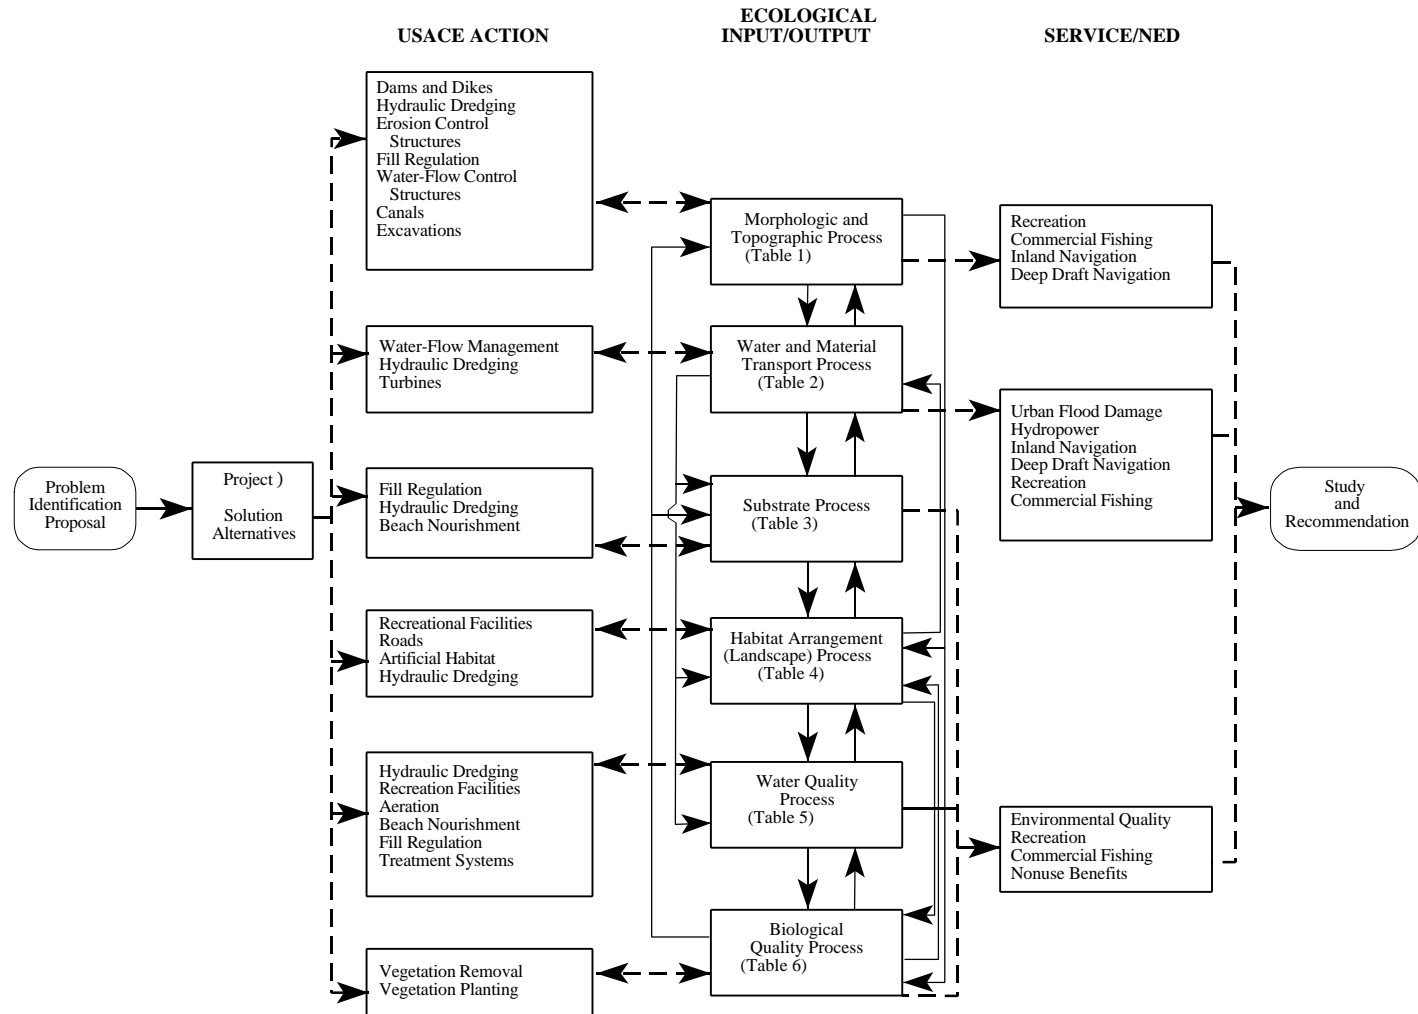 USACE ACTION
ECOLOGICAL
INPUT/OUTPUT
SERVICE/NED
Problem
Identification
Proposal
Project )
Solution
Alternatives
Dams and Dikes
Hydraulic Dredging
Erosion Control
Structures
Fill Regulation
Water-Flow Control
Structures
Canals
Excavations
Water-Flow Management
Hydraulic Dredging
Turbines
Fill Regulation
Hydraulic Dredging
Beach Nourishment
Recreational Facilities
Roads
Artificial Habitat
Hydraulic Dredging
Hydraulic Dredging
Recreation Facilities
Aeration
Beach Nourishment
Fill Regulation
Treatment Systems
Vegetation Removal
Vegetation Planting
Morphologic and
Topographic Process
(Table 1)
Water and Material
Transport Process
(Table 2)
Substrate Process
(Table 3)
Habitat Arrangement
(Landscape) Process
(Table 4)
Water Quality
Process
(Table 5)
Biological
Quality Process
(Table 6)
Recreation
Commercial Fishing
Inland Navigation
Deep Draft Navigation
Urban Flood Damage
Hydropower
Inland Navigation
Deep Draft Navigation
Recreation
Commercial Fishing
Environmental Quality
Recreation
Commercial Fishing
Nonuse Benefits
Study
and
Recommendation